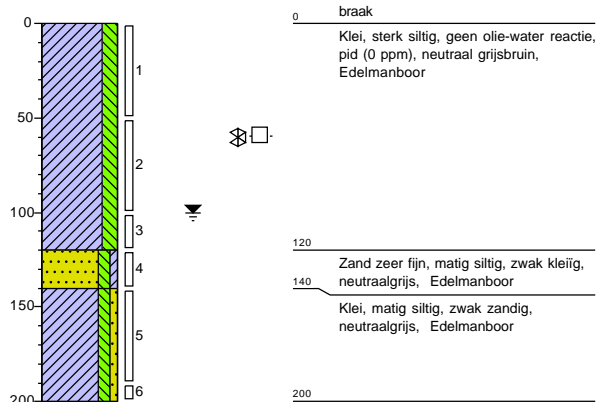 0
50
100
150
200
1
2
3
4
5
6
0
braak
Klei, sterk siltig, geen olie-water reactie,
pid (0 ppm), neutraal grijsbruin,
Edelmanboor
120
Zand zeer fijn, matig siltig, zwak kleiïg,
neutraalgrijs, Edelmanboor
140
Klei, matig siltig, zwak zandig,
neutraalgrijs, Edelmanboor
200